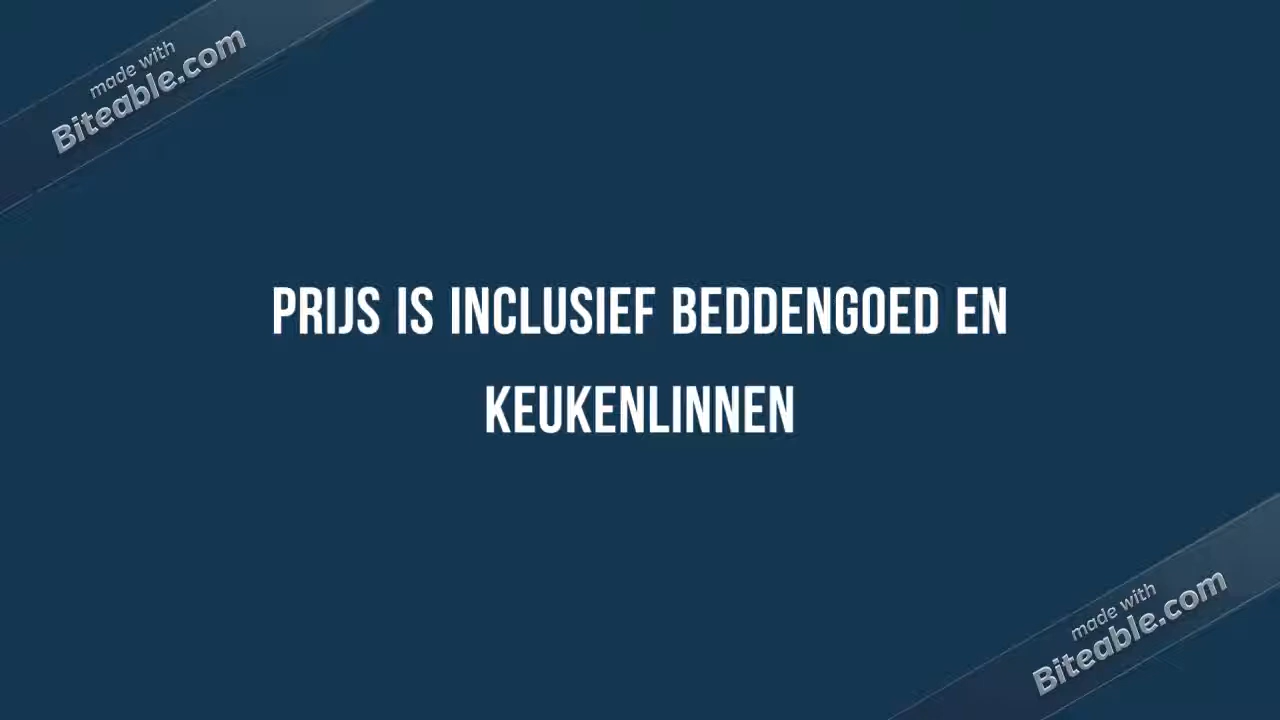 made with
Biteable.com
PRIJS IS INCLUSIEF BEDDENGOED EN
KEUKENLINNEN
made with
Biteable.com